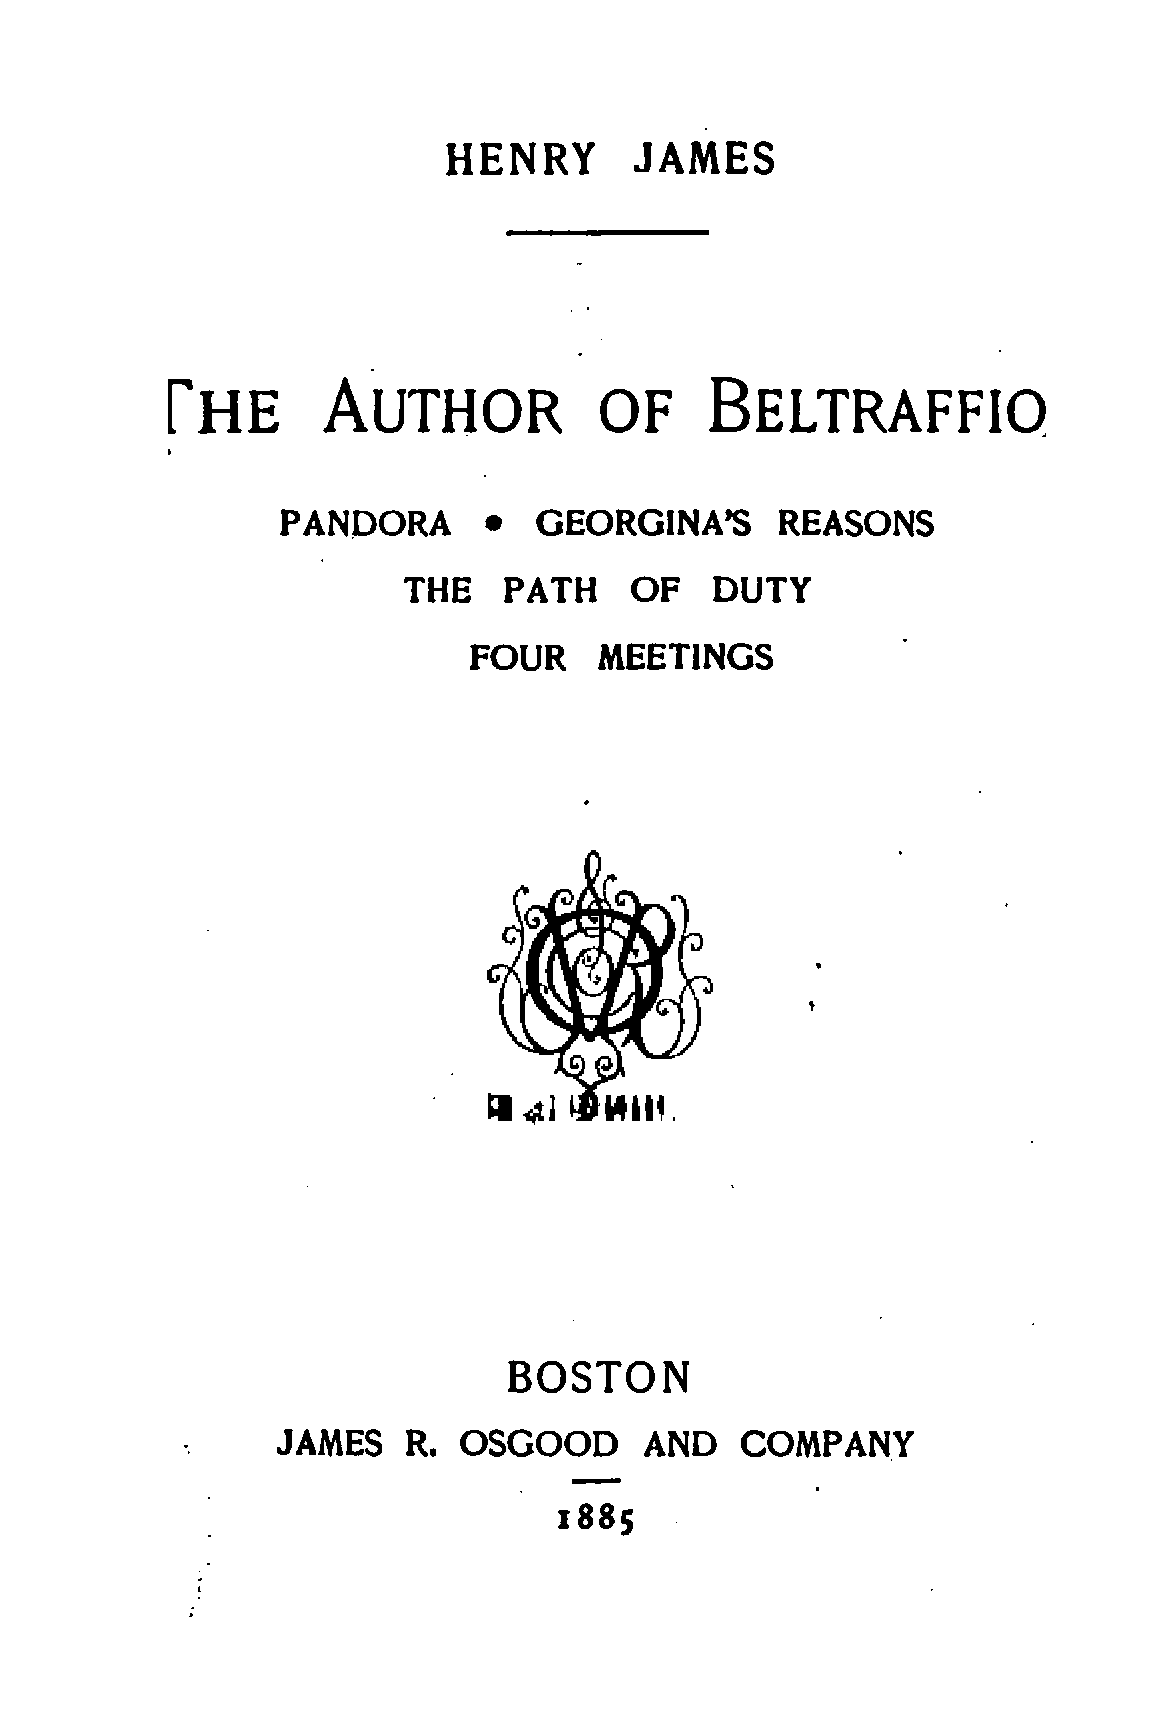 HENRY JAMES
THE AUTHOR OF BELTRAFFIO
PANDORA • GEORGINA'S REASONS
THE PATH OF DUTY
FOUR MEETINGS
BOSTON
JAMES R. OSGOOD AND COMPANY
1885